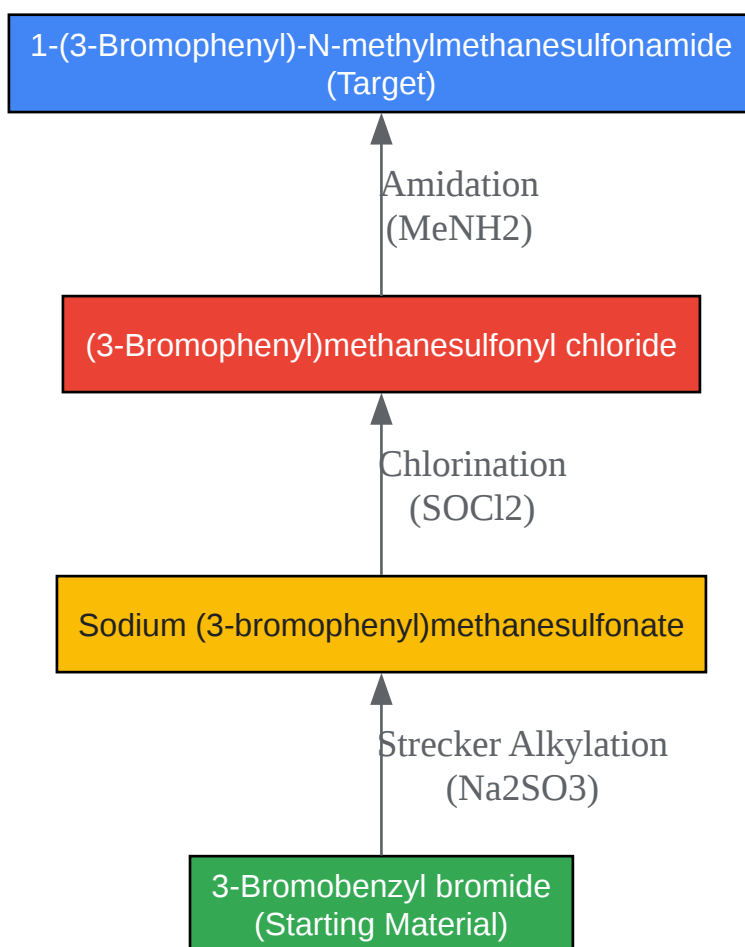 1-(3-Bromophenyl)-N-methylmethanesulfonamide
(Target)
Amidation
(MeNH2)
(3-Bromophenyl)methanesulfonyl chloride
Chlorination
(SOCl2)
Sodium (3-bromophenyl)methanesulfonate
Strecker Alkylation
(Na2SO3)
3-Bromobenzyl bromide
(Starting Material)